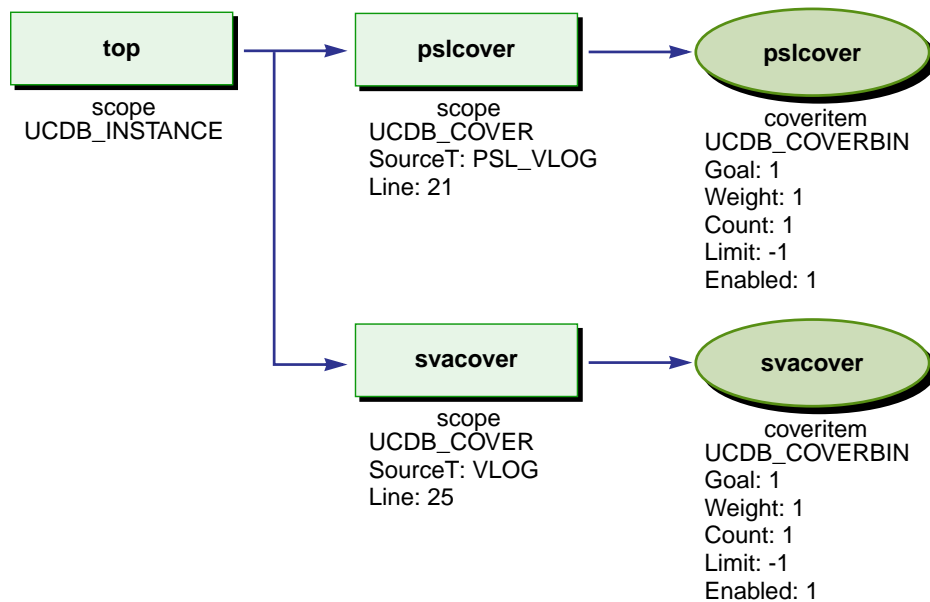 top
scope
UCDB_INSTANCE
pslcover
scope
UCDB_COVER
SourceT: PSL_VLOG
Line: 21
pslcover
coveritem
UCDB_COVERBIN
Goal: 1
Weight: 1
Count: 1
Limit: -1
Enabled: 1
svacover
scope
UCDB_COVER
SourceT: VLOG
Line: 25
svacover
coveritem
UCDB_COVERBIN
Goal: 1
Weight: 1
Count: 1
Limit: -1
Enabled: 1